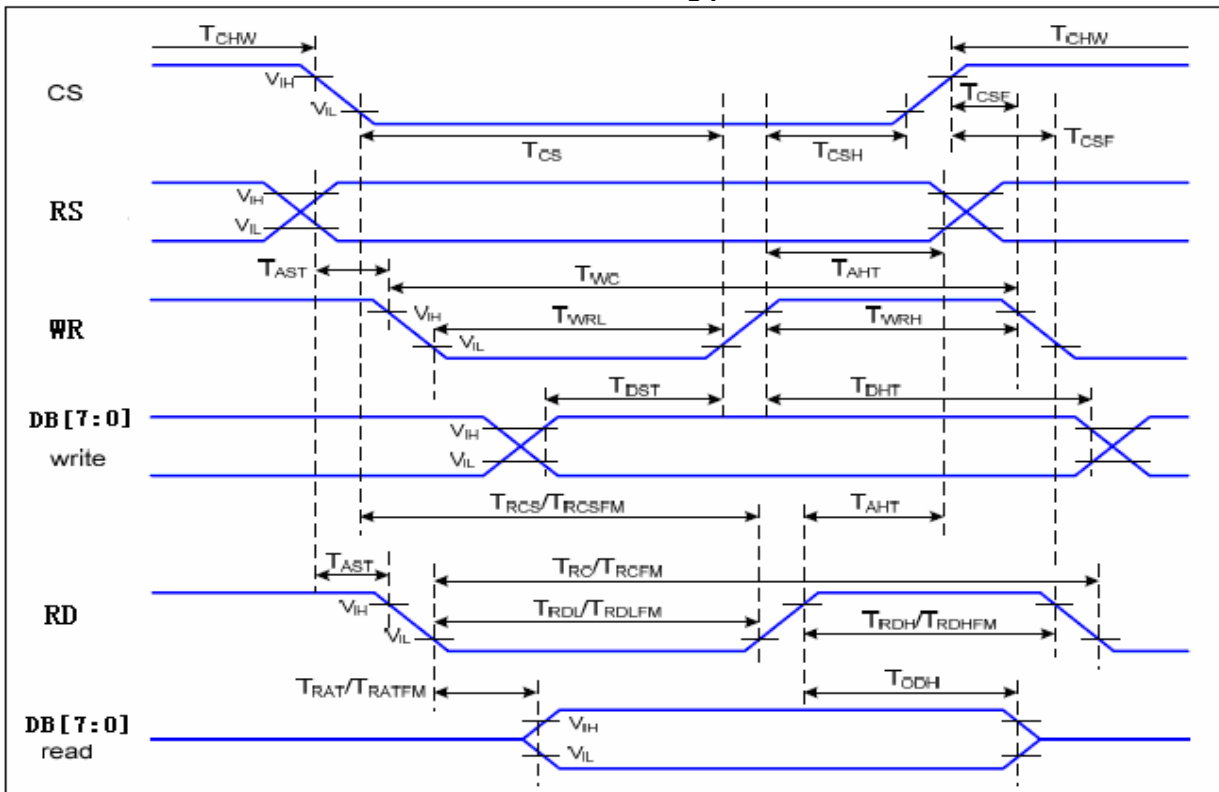 TCHW TCHW
VIH
CS
VIL
TCSE
TCS TCSH TCSF
VIH
RS
VIL
TAST TWC TAHT
WR
VIH TWRL TWRH
VIL
TDST TDHT
DB[7:0]
VIH
write
VIL
TRCS/TRCSFM TAHT
TAST TRC/TRCFM
RD
VIH TRDL/TRDLFM
VIL TRDH/TRDHFM
TRAT/TRATFM TODH
DB[7:0]
VIH
read
VIL